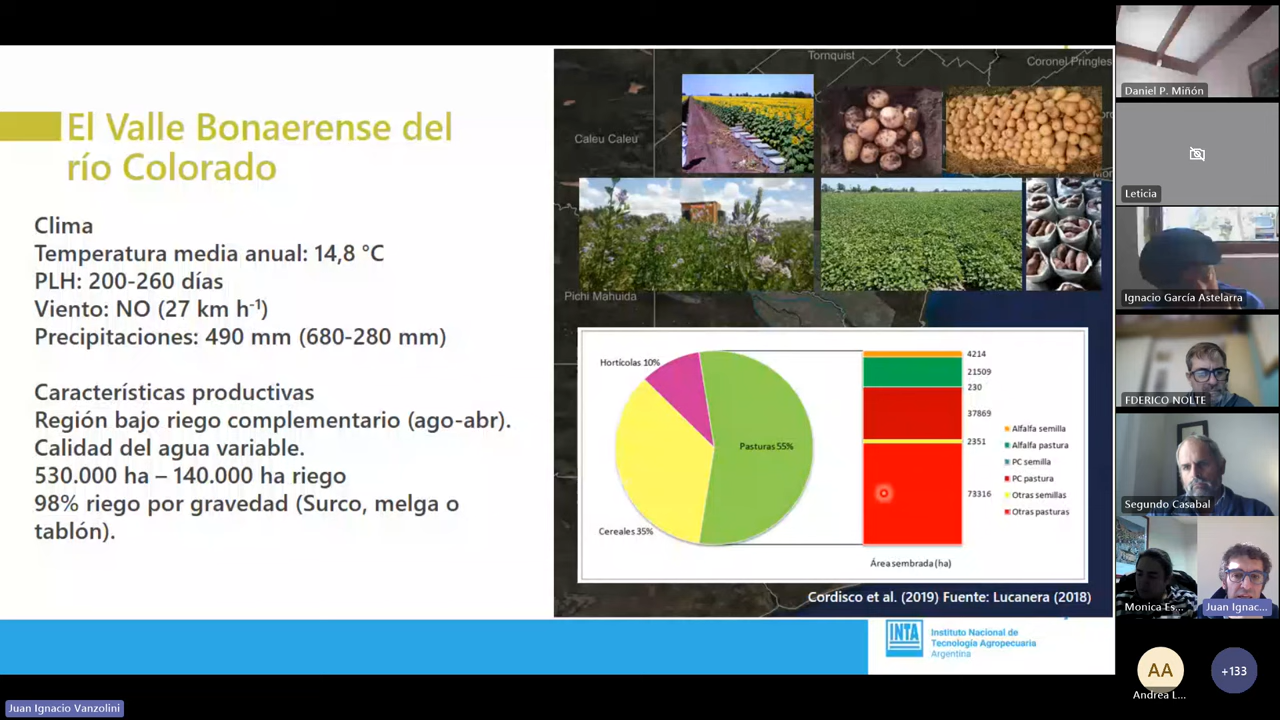 El Valle Bonaerense del
río Colorado
Clima
Temperatura media anual: 14,8 °C
PLH: 200-260 días
Viento: NO (27 km h-1)
Precipitaciones: 490 mm (680-280 mm)
Características productivas
Región bajo riego complementario (ago-abr).
Calidad del agua variable.
530.000 ha – 140.000 ha riego
98% riego por gravedad (Surco, melga o
tablón).
Tornquist
Coronel Pringles
Caleu Caleu
Pichi Mahuida
Hortícolas 10%
Pasturas 55%
Cereales 35%
4214
21509
230
37869
2351
73316
Alfalfa semilla
Alfalfa pastura
PC semilla
PC pastura
Otras semillas
Otras pasturas
Área sembrada (ha)
Cordisco et al. (2019) Fuente: Lucanera (2018)
INTA
Instituto Nacional de
Tecnología Agropecuaria
Argentina
Daniel P. Miñón
Leticia
Ignacio García Astelarra
FDERICO NOLTE
Segundo Casabal
Monica Es...
Juan Ignac...
AA
Andrea L...
+133
Juan Ignacio Vanzolini